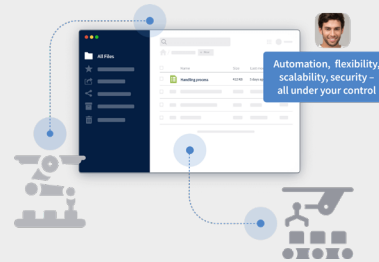 All Files
Name Size
Handling process
Automation, flexibility,
scalability, security –
all under your control